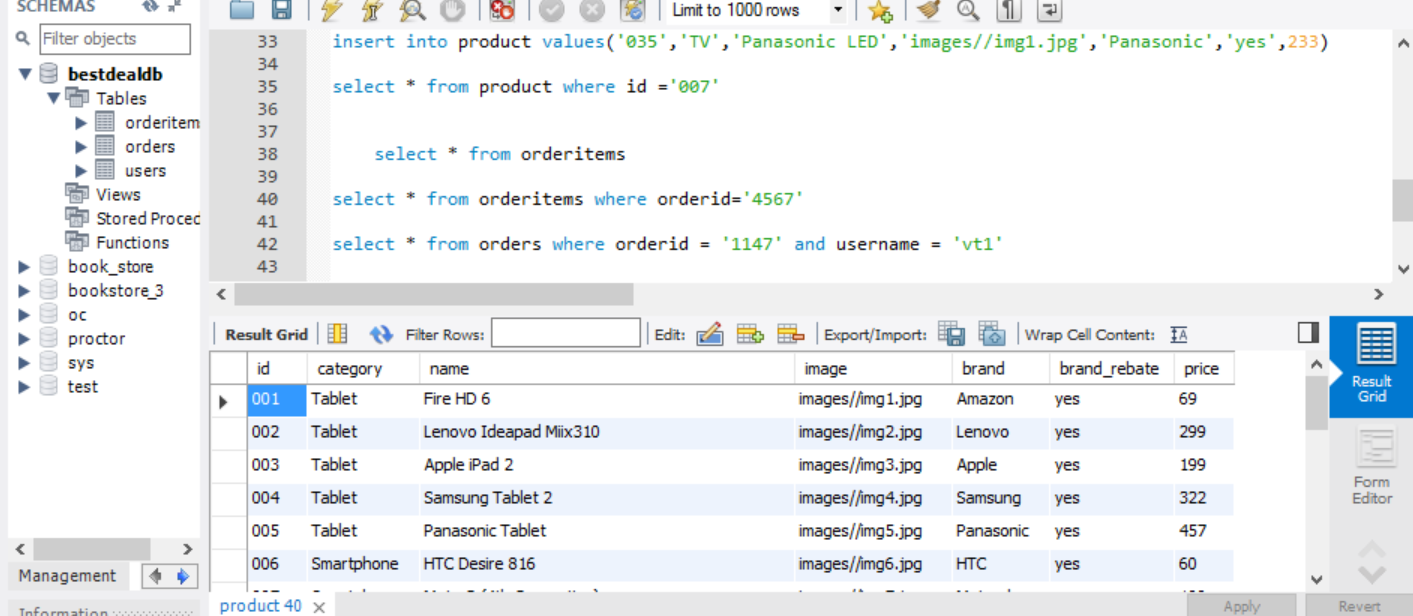 SCHEMAS
Filter objects
bestdealdb
Tables
orderitem
orders
users
Views
Stored Proced
Functions
book_store
bookstore_3
oc
proctor
sys
test
Management
Information
Limit to 1000 rows
33 insert into product values('035','TV','Panasonic LED','images//img1.jpg','Panasonic','yes',233)
34
35 select * from product where id ='007'
36
37
38 select * from orderitems
39
40 select * from orderitems where orderid='4567'
41
42 select * from orders where orderid = '1147' and username = 'vt1'
43
Result Grid Filter Rows: Edit: Export/Import: Wrap Cell Content:
id category name image brand brand_rebate price
001 Tablet Fire HD 6 images//img1.jpg Amazon yes 69
002 Tablet Lenovo Ideapad Miix310 images//img2.jpg Lenovo yes 299
003 Tablet Apple iPad 2 images//img3.jpg Apple yes 199
004 Tablet Samsung Tablet 2 images//img4.jpg Samsung yes 322
005 Tablet Panasonic Tablet images//img5.jpg Panasonic yes 457
006 Smartphone HTC Desire 816 images//img6.jpg HTC yes 60
product 40
Result
Grid
Form
Editor
Apply Revert